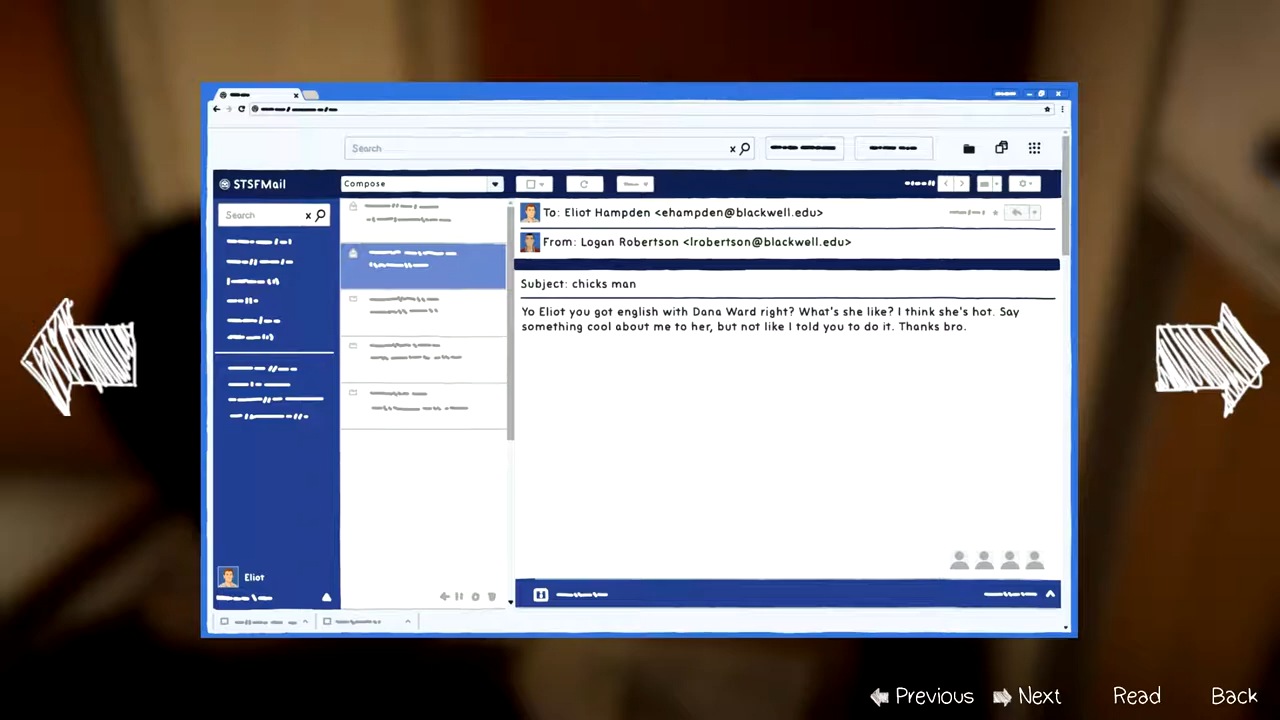 Search
STSFMail
Compose
Search
To: Eliot Hampden <ehampden@blackwell.edu>
From: Logan Robertson <lrobertson@blackwell.edu>
Subject: chicks man
Yo Eliot you got english with Dana Ward right? What's she like? I think she's hot. Say
something cool about me to her, but not like I told you to do it. Thanks bro.
Eliot
Previous
Next
Read
Back